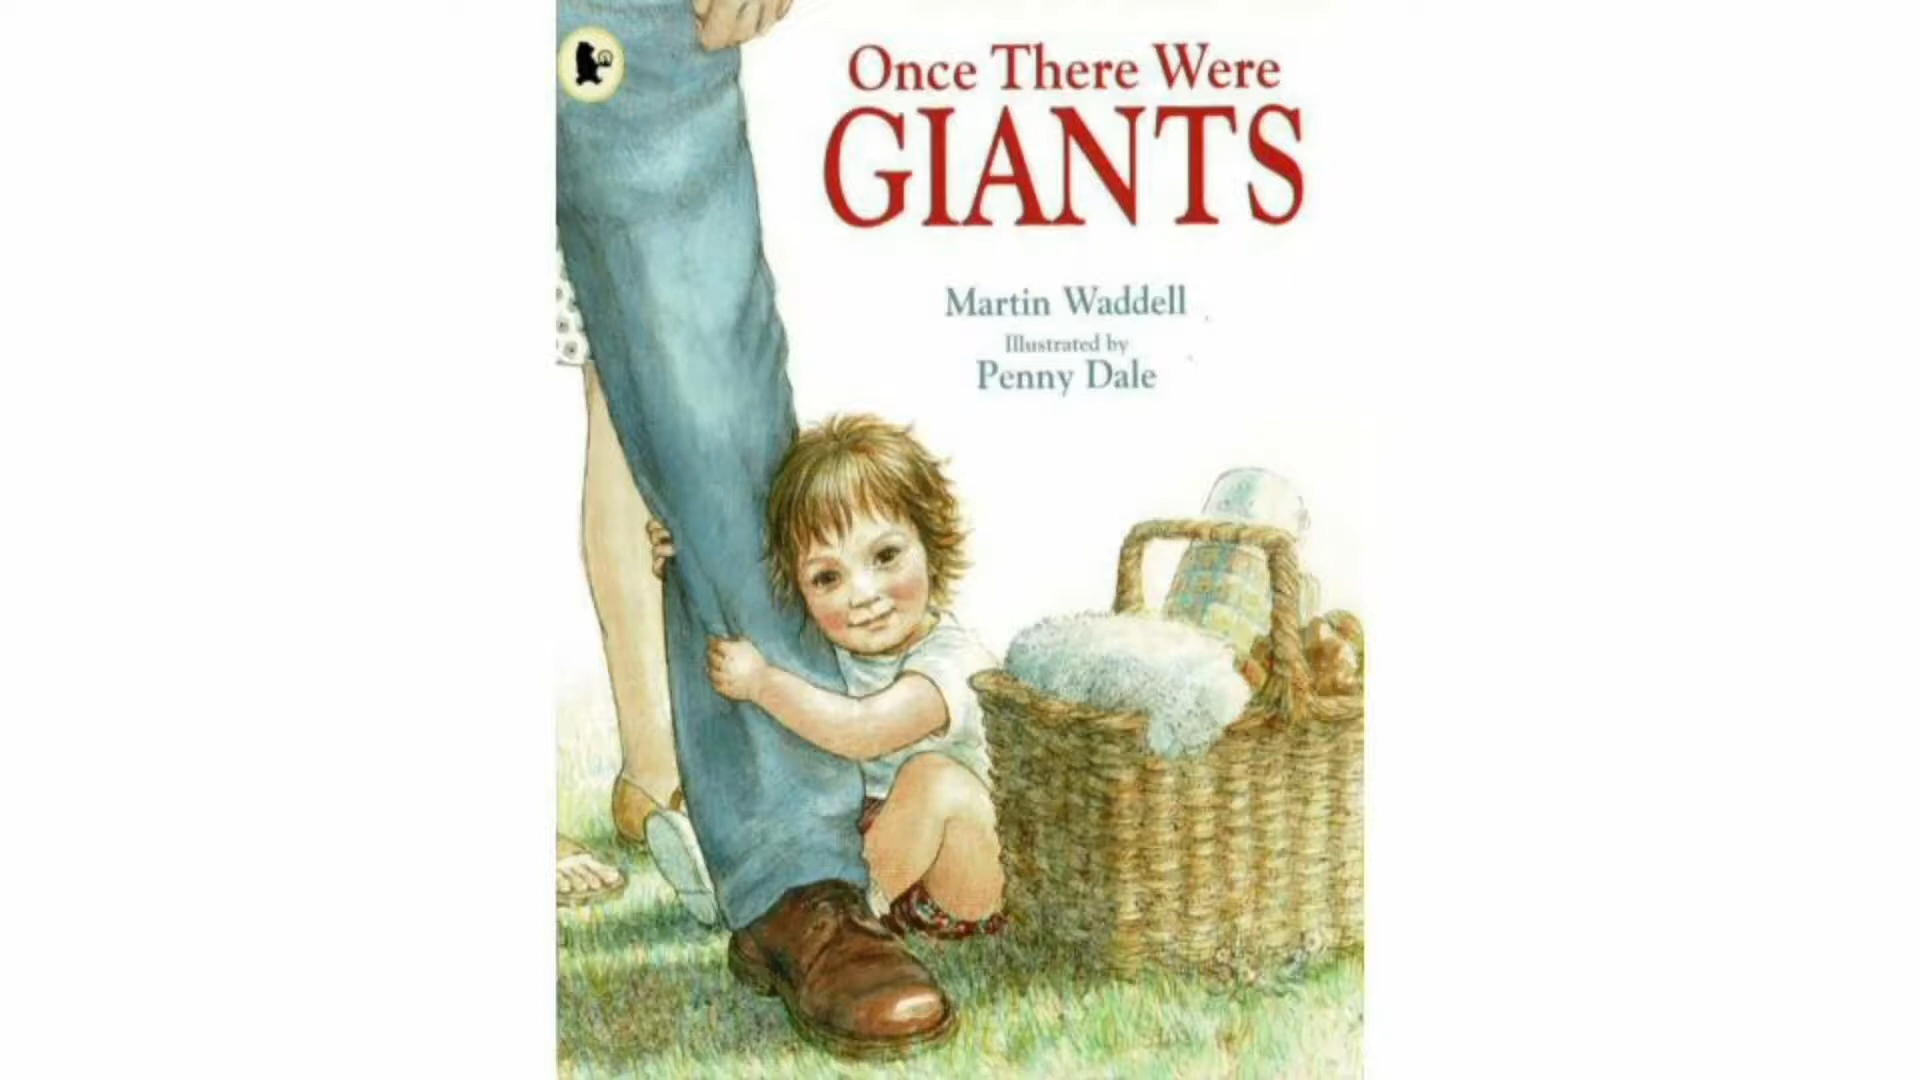 Once There Were
GIANTS
Martin Waddell
Illustrated by
Penny Dale